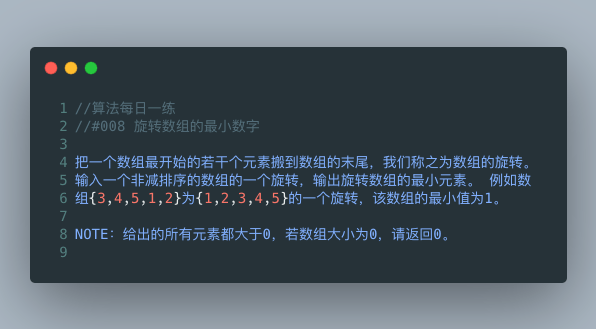 1 //算法每日一练
2 //#008 旋转数组的最小数字
3
4 把一个数组最开始的若干个元素搬到数组的末尾，我们称之为数组的旋转。
5 输入一个非减排序的数组的一个旋转，输出旋转数组的最小元素。 例如数
6 组{3,4,5,1,2}为{1,2,3,4,5}的一个旋转，该数组的最小值为1。
7
8 NOTE：给出的所有元素都大于0，若数组大小为0，请返回0。
9